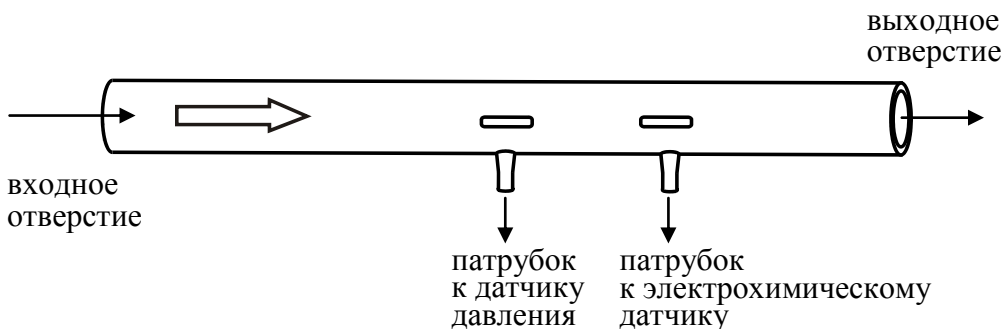 выходное
отверстие
входное
отверстие
патрубок
к датчику
давления
патрубок
к электрохимическому
датчику